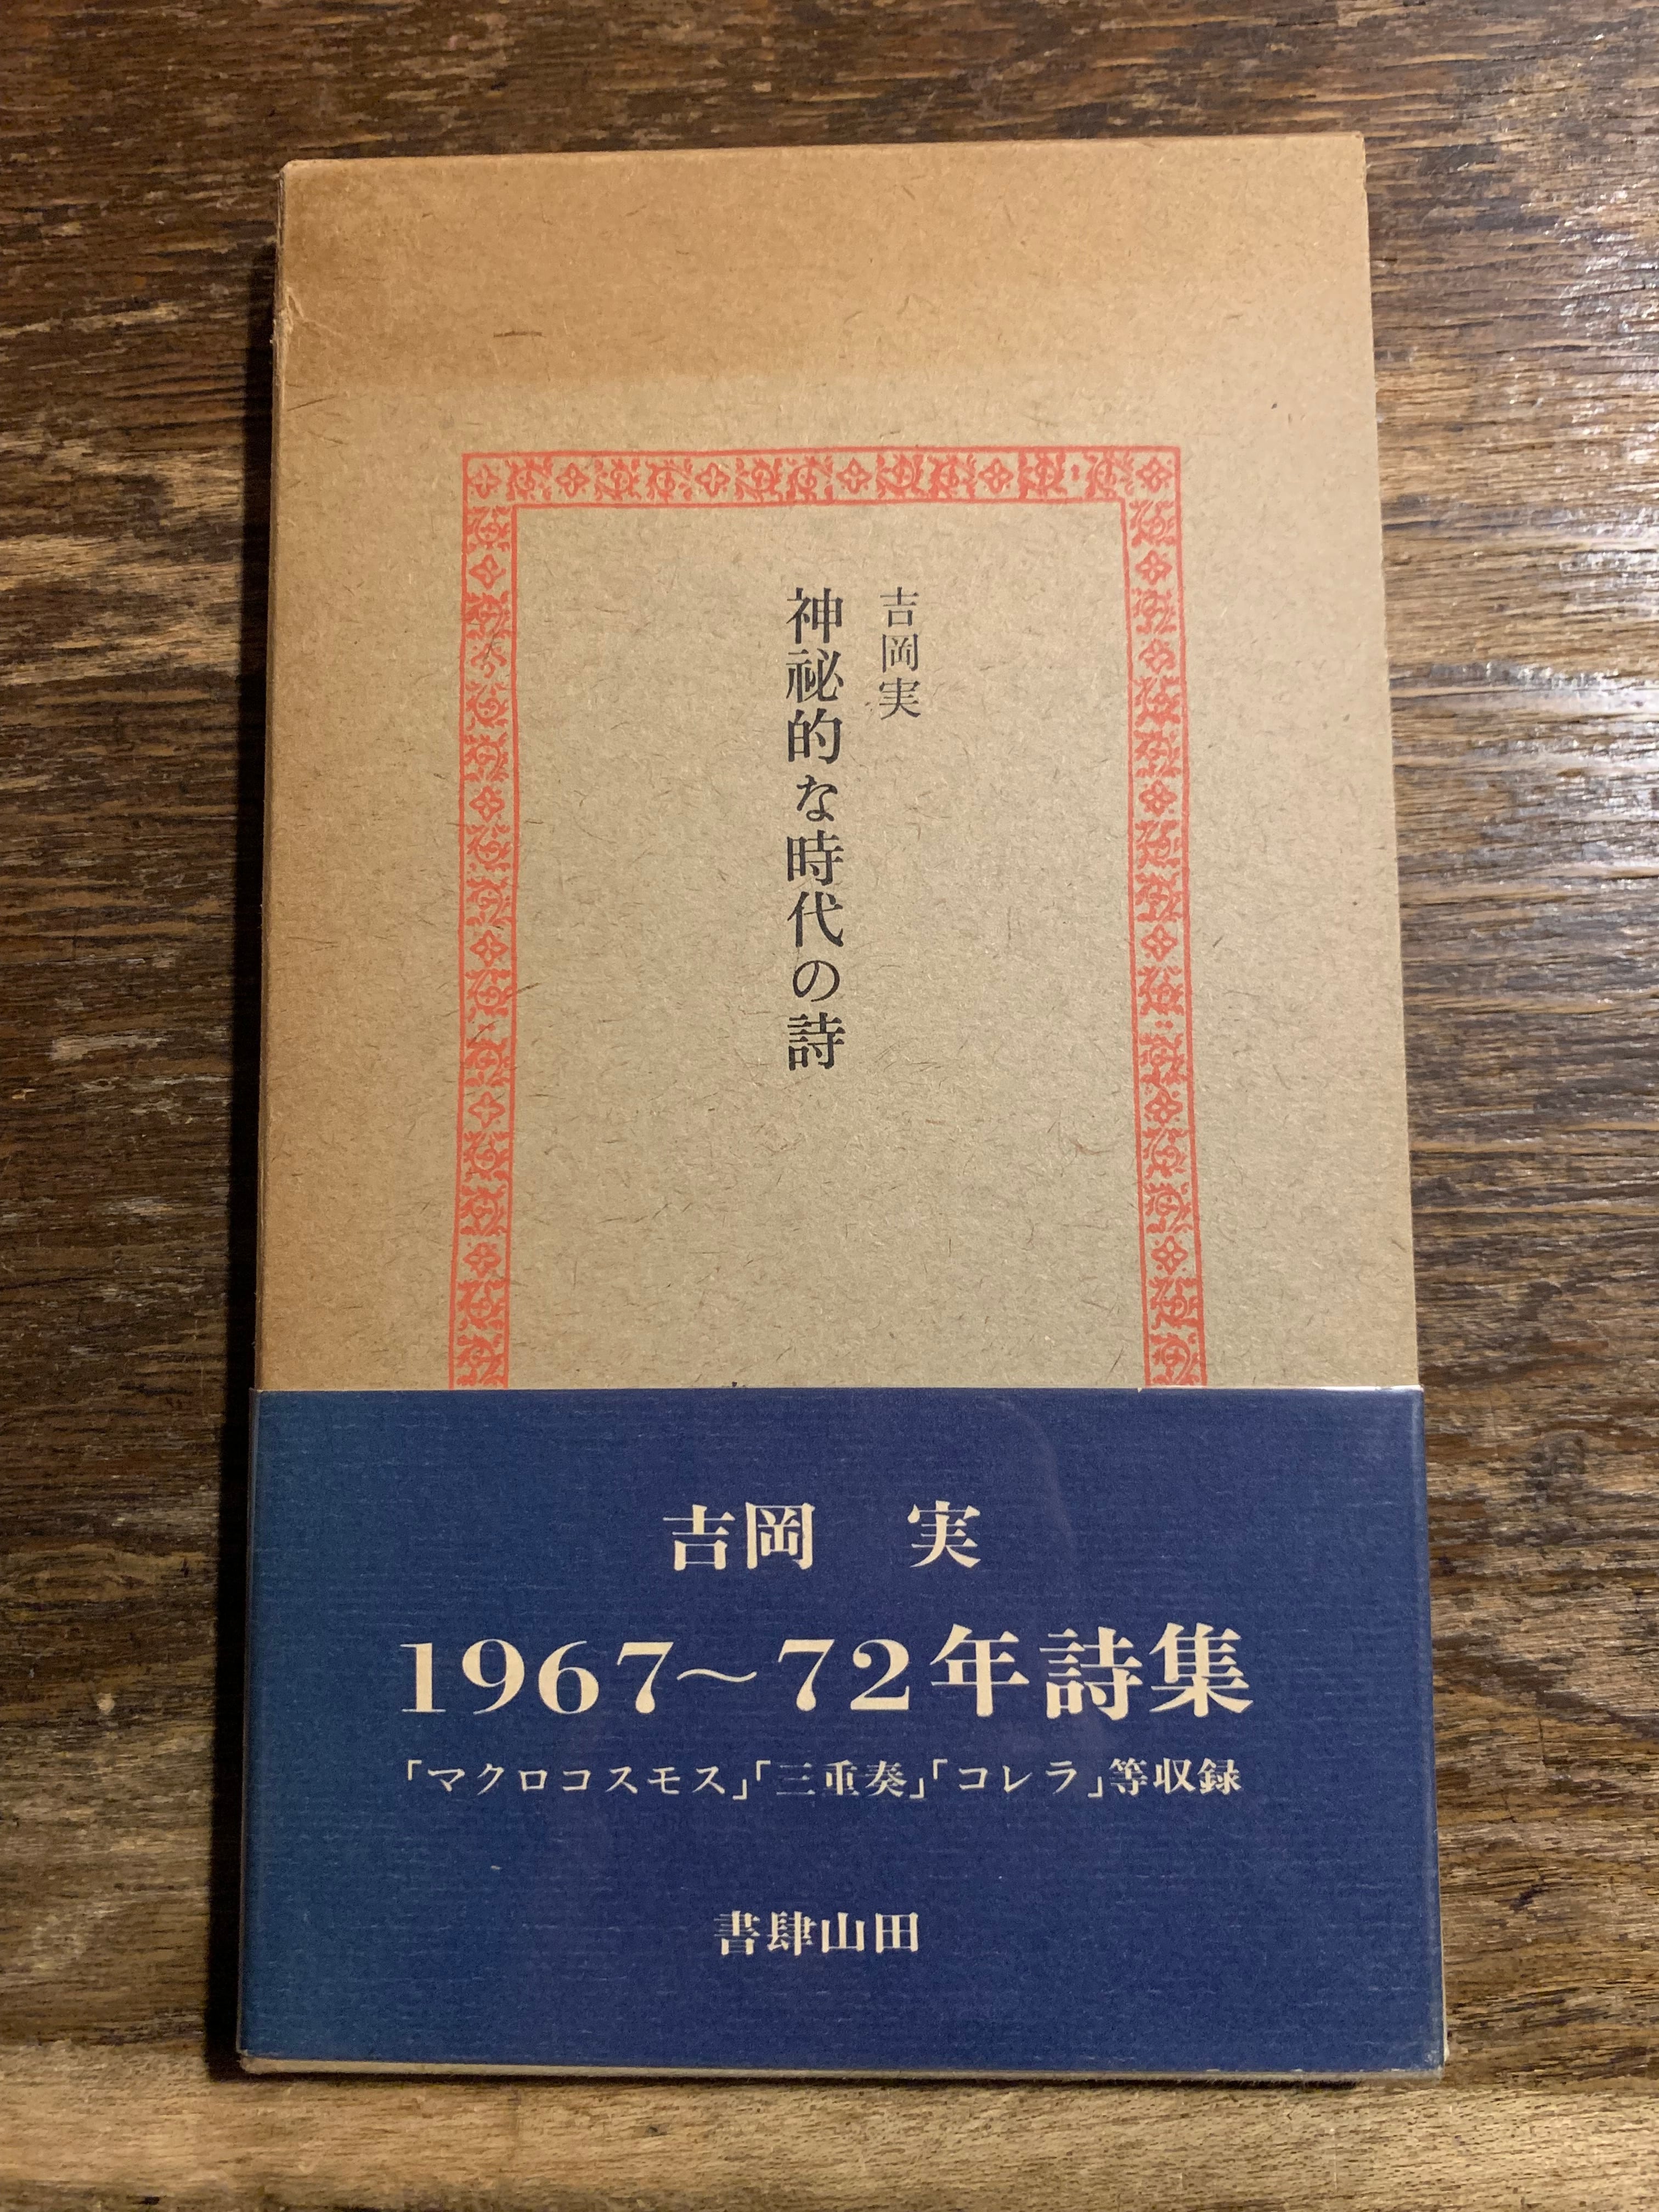 吉岡実
神祕的な時代の詩
吉岡　実
1967〜72年詩集
「マクロコスモス」「三重奏」「コレラ」等収録
書肆山田